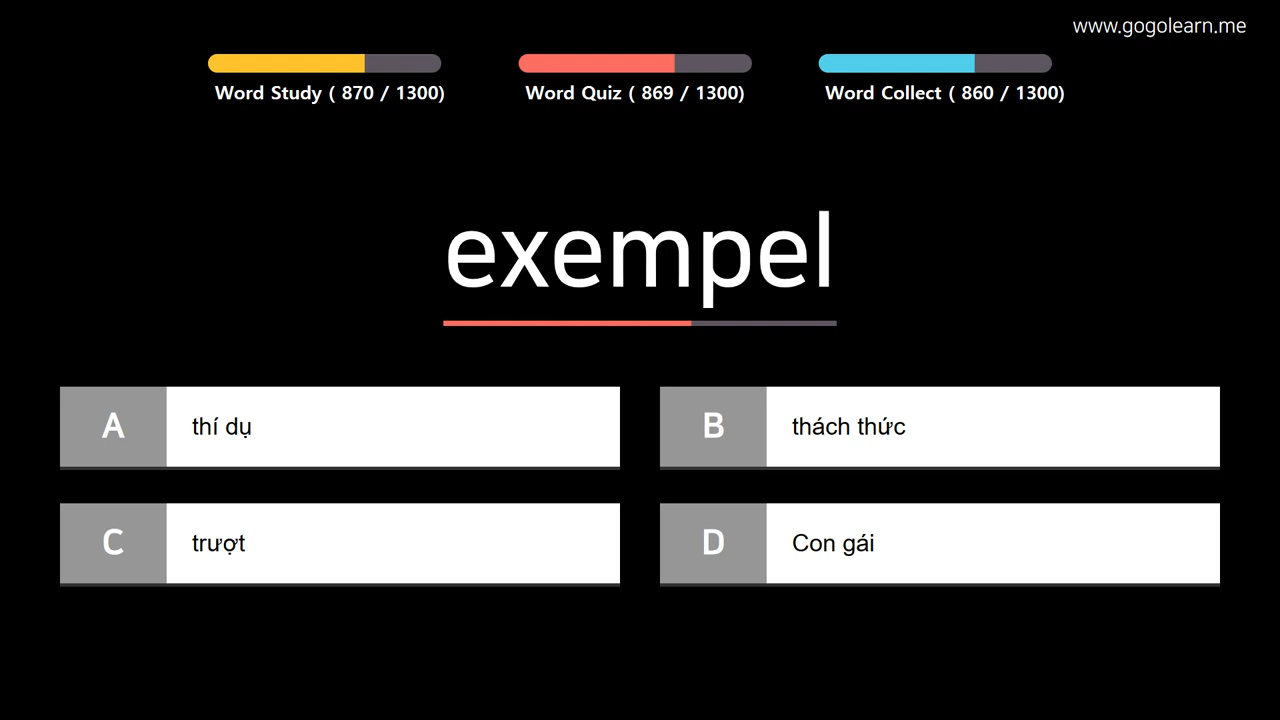 www.gogolearn.me
Word Study ( 870 / 1300)
Word Quiz ( 869 / 1300)
Word Collect ( 860 / 1300)
exempel
A thí dụ
B thách thức
C trượt
D Con gái